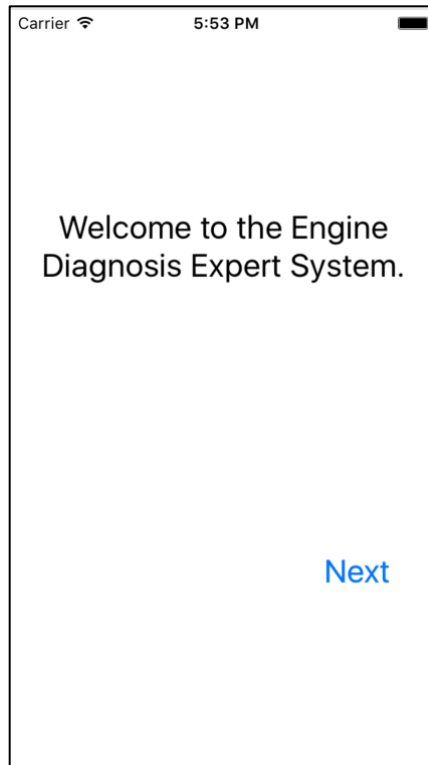 Carrier 5:53 PM
Welcome to the Engine
Diagnosis Expert System.
Next